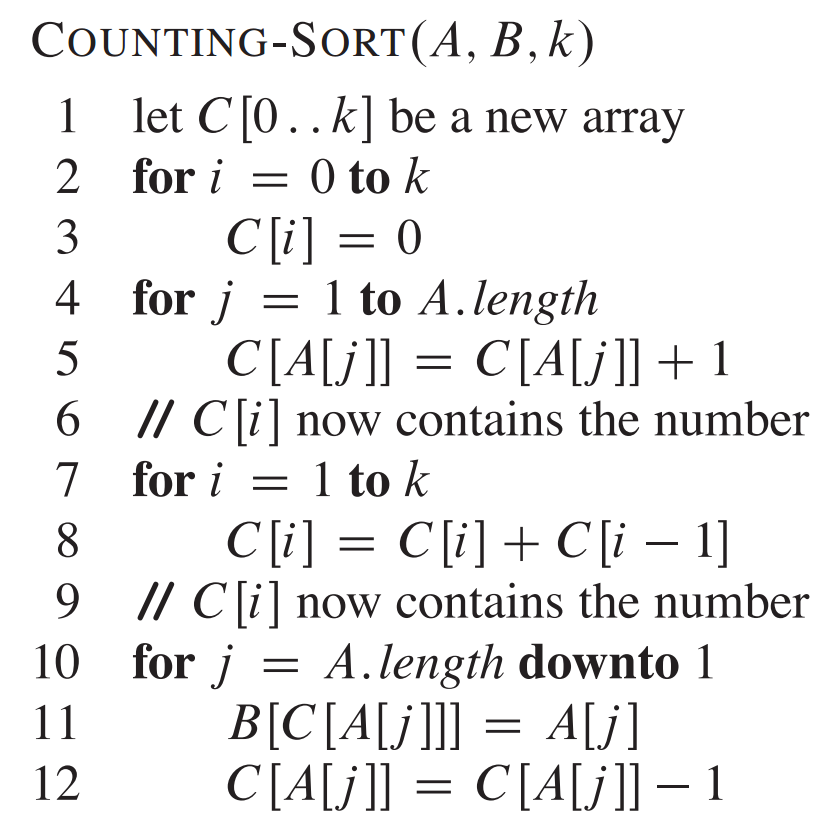 COUNTING-SORT(A, B, k)
1 let C[0..k] be a new array
2 for i = 0 to k
3 C[i] = 0
4 for j = 1 to A.length
5 C[A[j]] = C[A[j]] + 1
6 // C[i] now contains the number
7 for i = 1 to k
8 C[i] = C[i] + C[i − 1]
9 // C[i] now contains the number
10 for j = A.length downto 1
11 B[C[A[j]]] = A[j]
12 C[A[j]] = C[A[j]] − 1